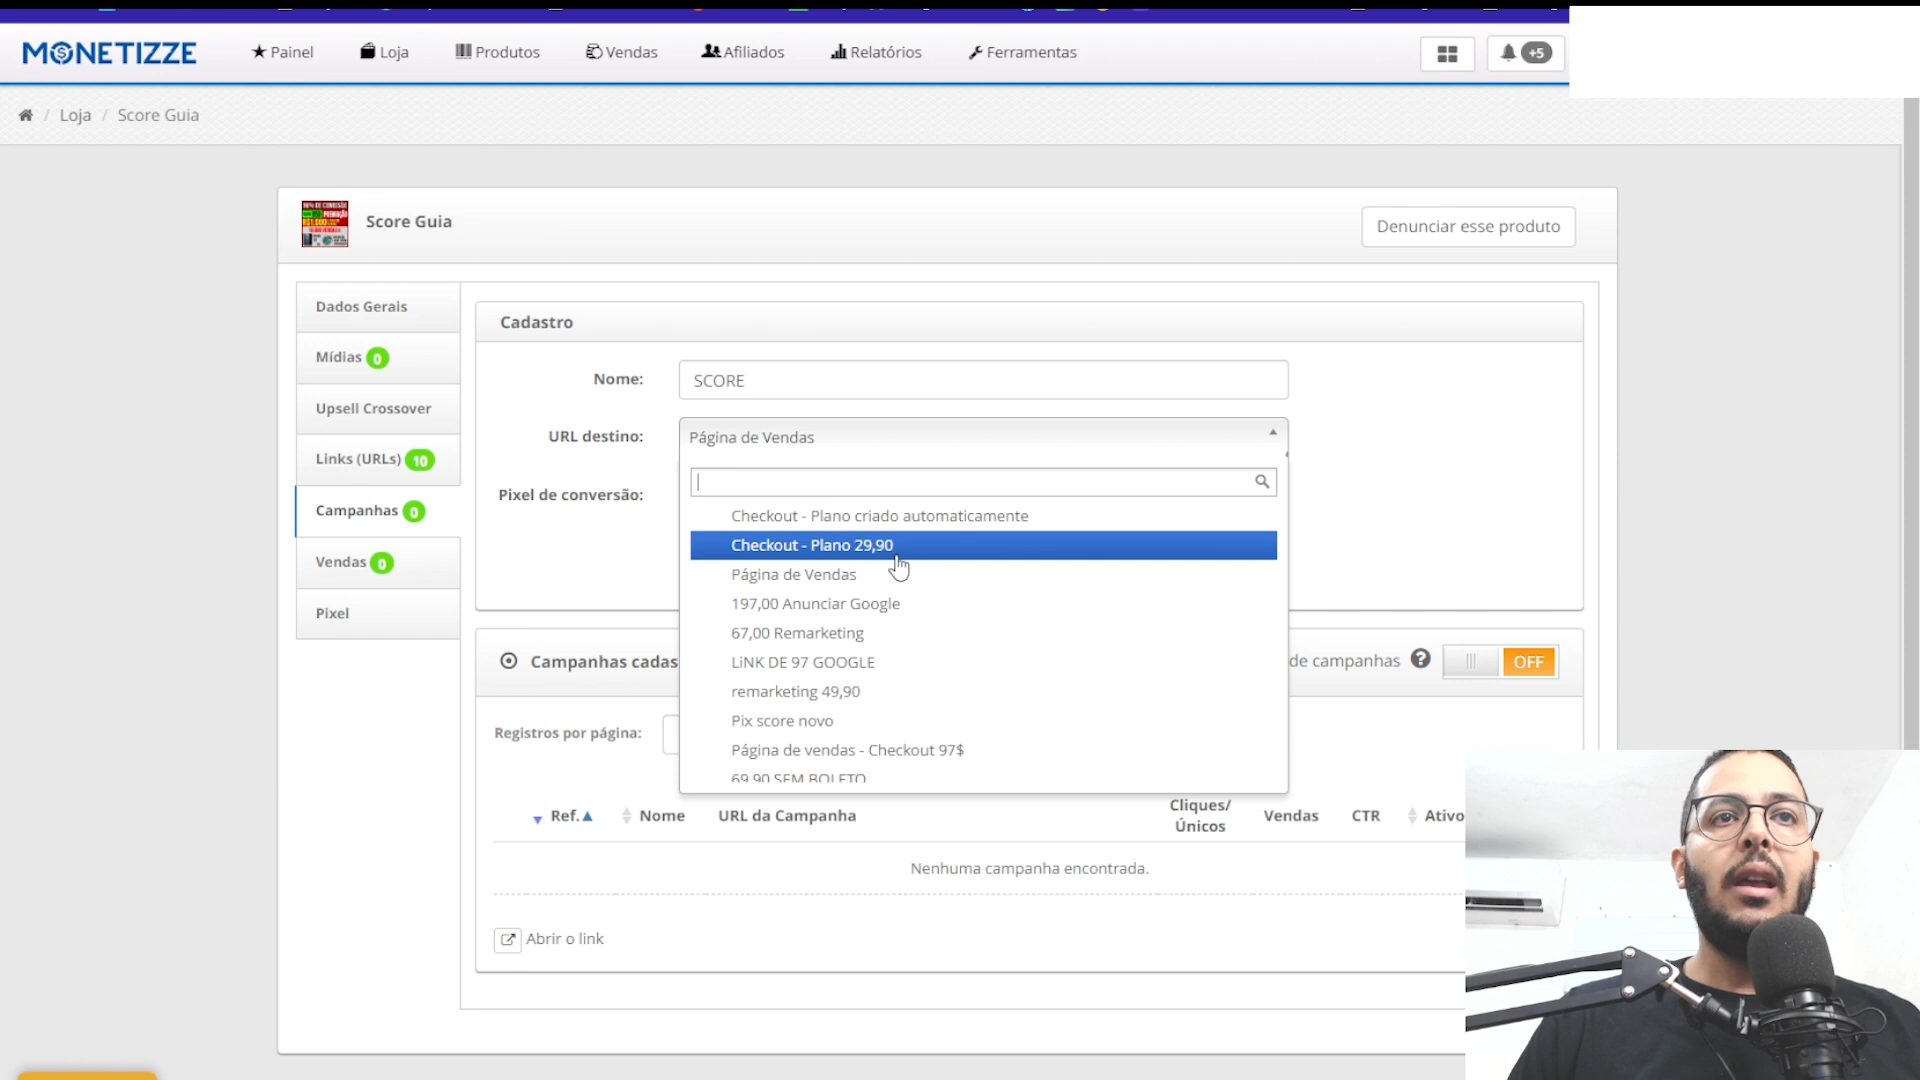 MONETIZZE
Painel
Loja
Produtos
Vendas
Afiliados
Relatórios
Ferramentas
+5
/ Loja / Score Guia
Score Guia
Denunciar esse produto
Dados Gerais
Mídias 0
Upsell Crossover
Links (URLs) 10
Campanhas 0
Vendas 0
Pixel
Cadastro
Nome:
SCORE
URL destino:
Página de Vendas
Pixel de conversão:
Checkout - Plano criado automaticamente
Checkout - Plano 29,90
Página de Vendas
197,00 Anunciar Google
67,00 Remarketing
LiNK DE 97 GOOGLE
remarketing 49,90
Pix score novo
Página de vendas - Checkout 97$
69,90 SEM BOLETO
Campanhas cadas
de campanhas
OFF
Registros por página:
Ref.
Nome
URL da Campanha
Cliques/
Únicos
Vendas
CTR
Ativo
Nenhuma campanha encontrada.
Abrir o link